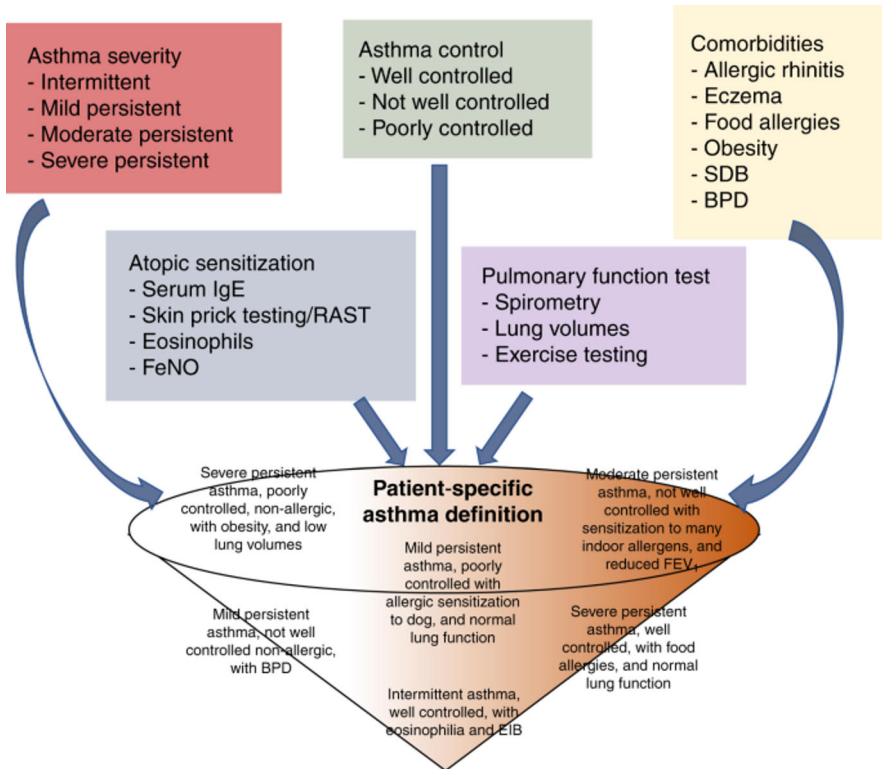 Asthma severity
- Intermittent
- Mild persistent
- Moderate persistent
- Severe persistent
Asthma control
- Well controlled
- Not well controlled
- Poorly controlled
Comorbidities
- Allergic rhinitis
- Eczema
- Food allergies
- Obesity
- SDB
- BPD
Atopic sensitization
- Serum IgE
- Skin prick testing/RAST
- Eosinophils
- FeNO
Pulmonary function test
- Spirometry
- Lung volumes
- Exercise testing
Patient-specific
asthma definition
Severe persistent
asthma, poorly
controlled, non-allergic,
with obesity, and low
lung volumes
Mild persistent
asthma, poorly
controlled with
allergic sensitization
to dog, and normal
lung function
Moderate persistent
asthma, not well
controlled with
sensitization to many
indoor allergens, and
reduced FEV₁
Mild persistent
asthma, not well
controlled non-allergic,
with BPD
Severe persistent
asthma, well
controlled, with food
allergies, and normal
lung function
Intermittent asthma,
well controlled, with
eosinophilia and EIB